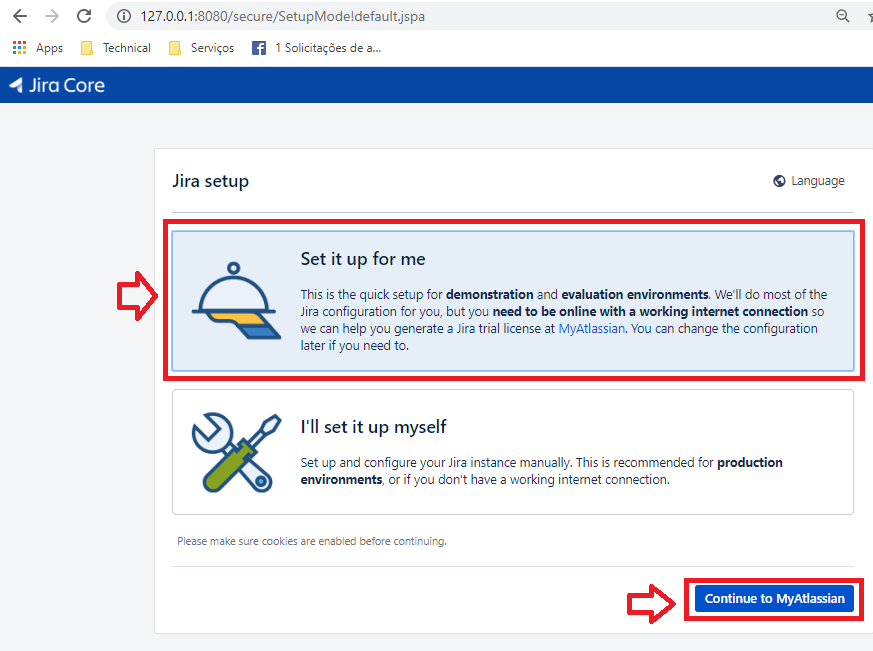 127.0.0.1:8080/secure/SetupMode!default.jspa
Apps Technical Serviços 1 Solicitações de a...
Jira Core
Jira setup
Language
Set it up for me
This is the quick setup for demonstration and evaluation environments. We'll do most of the
Jira configuration for you, but you need to be online with a working internet connection so
we can help you generate a Jira trial license at MyAtlassian. You can change the configuration
later if you need to.
I'll set it up myself
Set up and configure your Jira instance manually. This is recommended for production
environments, or if you don't have a working internet connection.
Please make sure cookies are enabled before continuing.
Continue to MyAtlassian